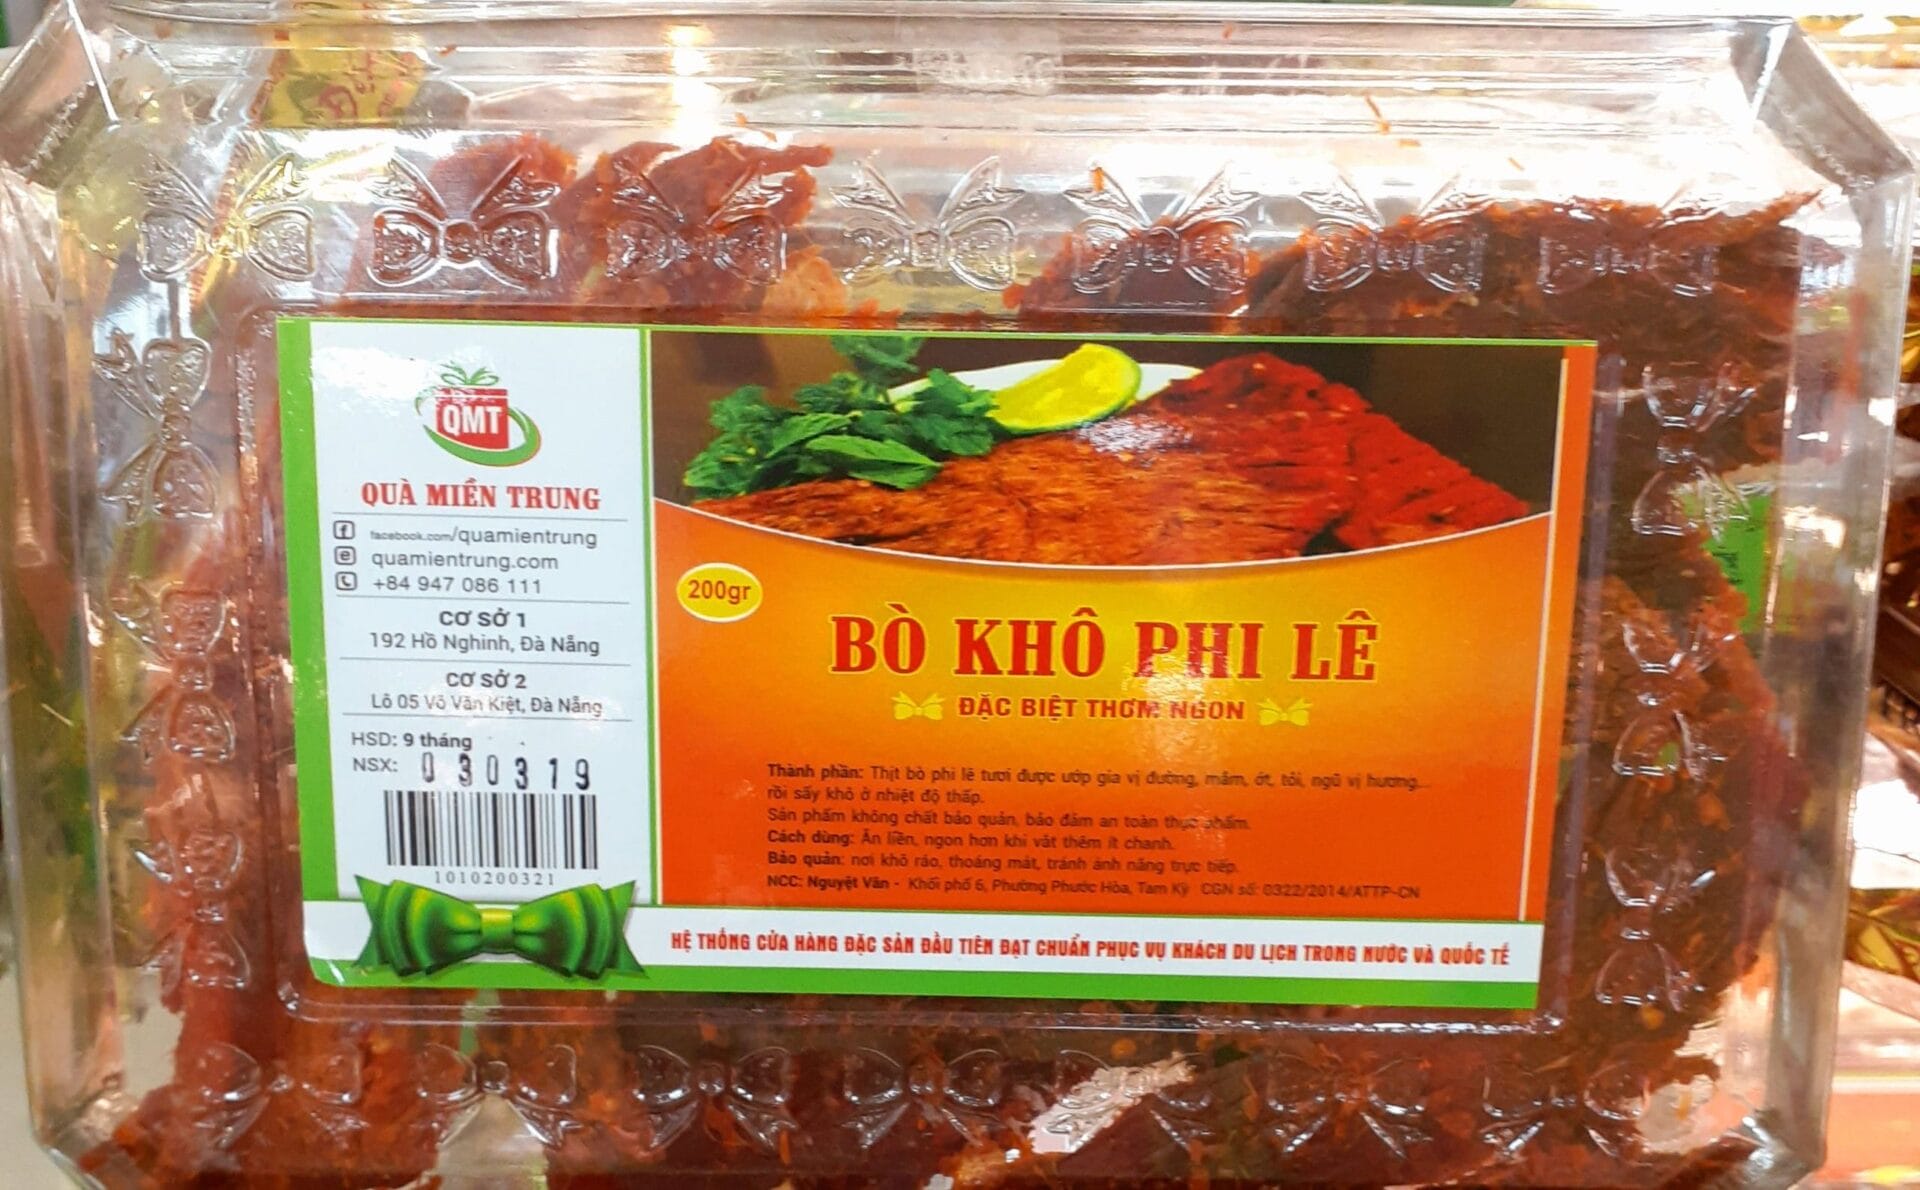 QMT
QUÀ MIỀN TRUNG
facebook.com/quamientrung
quamientrung.com
+84 947 086 111
CƠ SỞ 1
192 Hồ Nghinh, Đà Nẵng
CƠ SỞ 2
Lô 05 Võ Văn Kiệt, Đà Nẵng
HSD: 9 tháng
NSX: 030319
1010200321
200gr
BÒ KHÔ PHI LÊ
ĐẶC BIỆT THƠM NGON
Thành phần: Thịt bò phi lê tươi được ướp gia vị đường, mắm, ớt, tỏi, ngũ vị hương...
rồi sấy khô ở nhiệt độ thấp.
Sản phẩm không chất bảo quản, bảo đảm an toàn thực phẩm.
Cách dùng: Ăn liền, ngon hơn khi vắt thêm ít chanh.
Bảo quản: nơi khô ráo, thoáng mát, tránh ánh nắng trực tiếp.
NCC: Nguyệt Vân - Khối phố 6, Phường Phước Hòa, Tam Kỳ CGN số: 0322/2014/ATTP-CN
HỆ THỐNG CỬA HÀNG ĐẶC SẢN ĐẦU TIÊN ĐẠT CHUẨN PHỤC VỤ KHÁCH DU LỊCH TRONG NƯỚC VÀ QUỐC TẾ